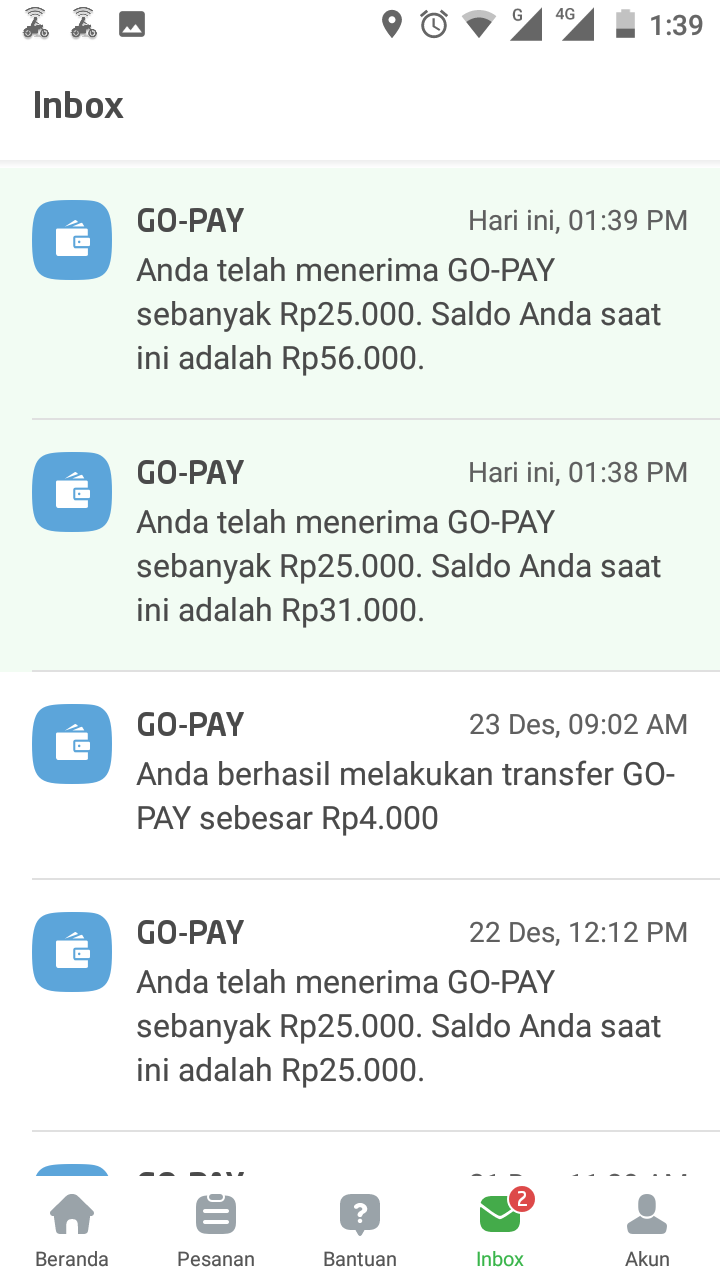 G 4G 1:39
Inbox
GO-PAY Hari ini, 01:39 PM
Anda telah menerima GO-PAY
sebanyak Rp25.000. Saldo Anda saat
ini adalah Rp56.000.
GO-PAY Hari ini, 01:38 PM
Anda telah menerima GO-PAY
sebanyak Rp25.000. Saldo Anda saat
ini adalah Rp31.000.
GO-PAY 23 Des, 09:02 AM
Anda berhasil melakukan transfer GO-
PAY sebesar Rp4.000
GO-PAY 22 Des, 12:12 PM
Anda telah menerima GO-PAY
sebanyak Rp25.000. Saldo Anda saat
ini adalah Rp25.000.
GO-PAY
? 2
Beranda Pesanan Bantuan Inbox Akun